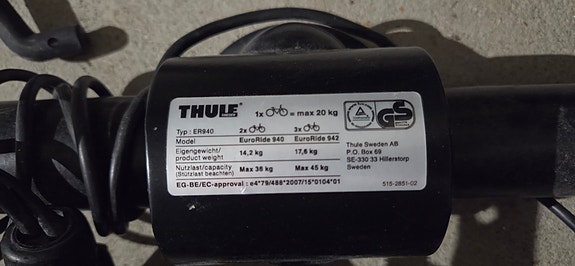 THULE 1x = max 20 kg
Typ: ER940 2x 3x
Model EuroRide 940 EuroRide 942
Eigengewicht/
product weight 14,2 kg 17,6 kg
Nutzlast/capacity
(Stützlast beachten) Max 36 kg Max 45 kg
EG-BE/EC-approval: e4*79/488*2007/15*0104*01
Thule Sweden AB
P.O. Box 69
SE-330 33 Hillerstorp
Sweden
515-2851-02